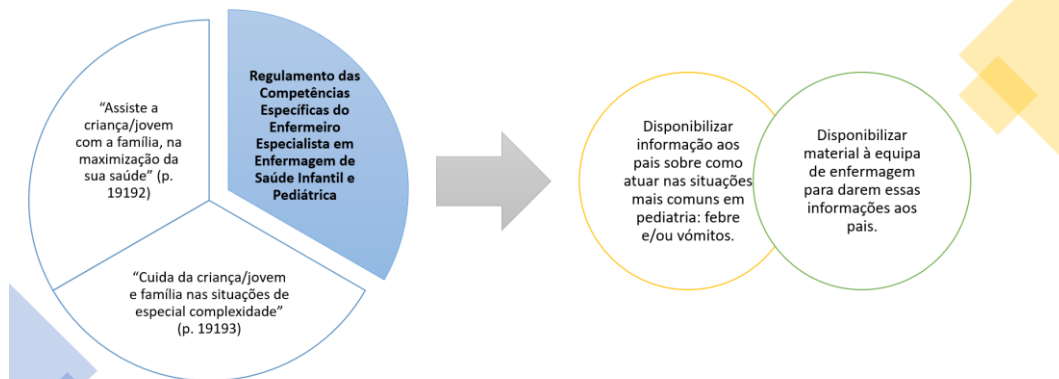 “Assiste a
criança/jovem
com a família, na
maximização da
sua saúde” (p.
19192)
Regulamento das
Competências
Específicas do
Enfermeiro
Especialista em
Enfermagem de
Saúde Infantil e
Pediátrica
“Cuida da criança/jovem
e família nas situações de
especial complexidade”
(p. 19193)
Disponibilizar
informação aos
pais sobre como
atuar nas situações
mais comuns em
pediatria: febre
e/ou vómitos.
Disponibilizar
material à equipa
de enfermagem
para darem essas
informações aos
pais.